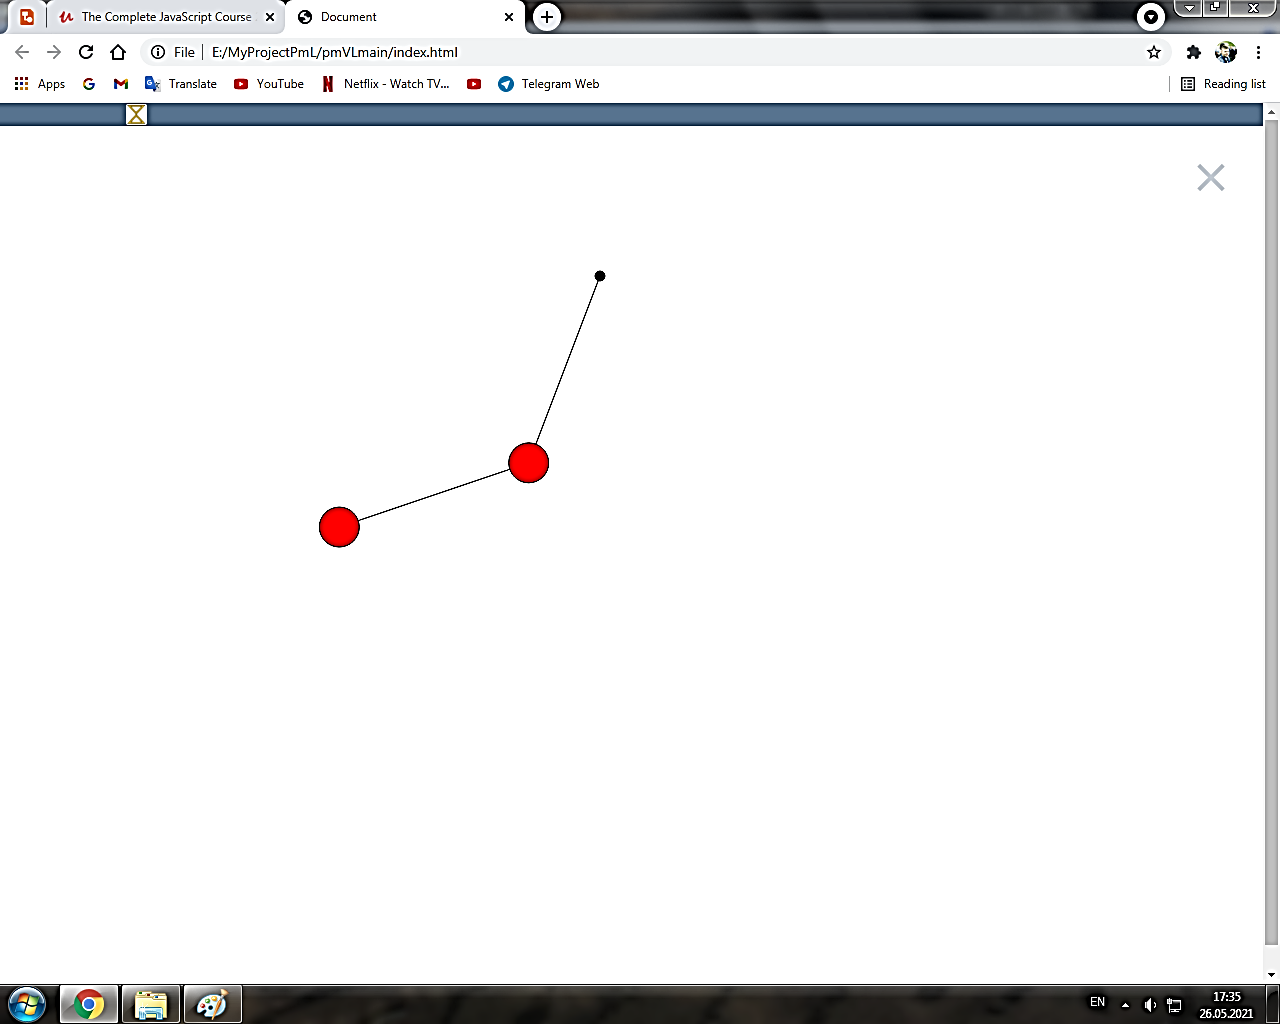 The Complete JavaScript Course
Document
File
E:/MyProjectPmL/pmVLmain/index.html
Apps
Translate
YouTube
Netflix - Watch TV...
Telegram Web
Reading list
EN
17:35
26.05.2021